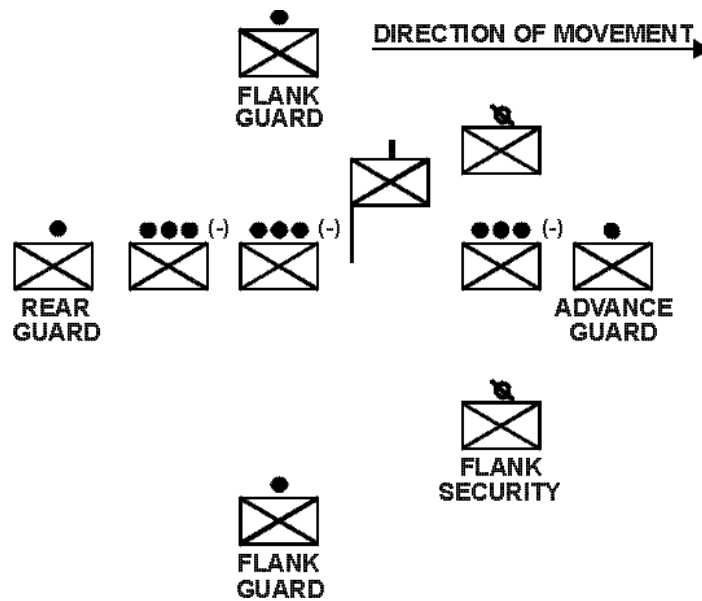 DIRECTION OF MOVEMENT
FLANK
GUARD
(-)
(-)
(-)
REAR
GUARD
ADVANCE
GUARD
FLANK
SECURITY
FLANK
GUARD